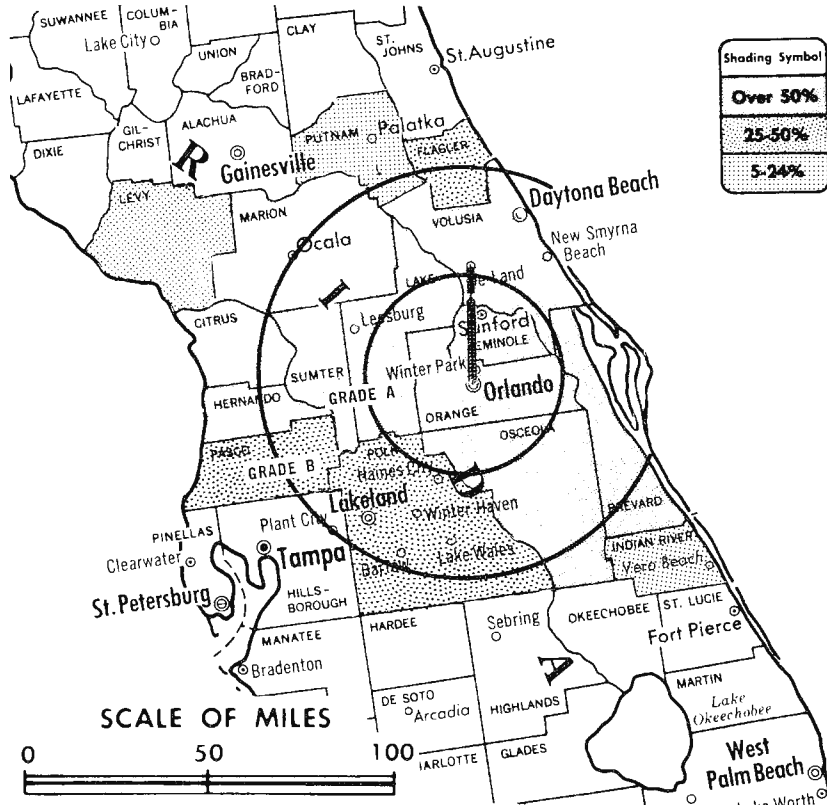 SUWANNEE
COLUM-
BIA
Lake City
CLAY
UNION
BRAD-
FORD
ST.
JOHNS
St. Augustine
Shading Symbol
Over 50%
25-50%
5-24%
LAFAYETTE
GIL-
CHRIST
ALACHUA
PUTNAM
Palatka
DIXIE
R
Gainesville
FLAGLER
LEVY
Daytona Beach
MARION
VOLUSIA
Ocala
New Smyrna
Beach
LAKE
De Land
I
CITRUS
Leesburg
Sanford
SEMINOLE
SUMTER
Winter Park
GRADE A
Orlando
HERNANDO
ORANGE
OSCEOLA
PASCO
POLK
GRADE B
Haines City
D
Lakeland
Winter Haven
BREVARD
Plant City
PINELLAS
Clearwater
Tampa
Bartow
Lake Wales
INDIAN RIVER
Vero Beach
St. Petersburg
HILLS-
BOROUGH
HARDEE
OKEECHOBEE
ST. LUCIE
MANATEE
Sebring
Fort Pierce
Bradenton
A
MARTIN
DE SOTO
Arcadia
HIGHLANDS
Lake
Okeechobee
SCALE OF MILES
0 50 100
HARLOTTE
GLADES
West
Palm Beach
Lake Worth